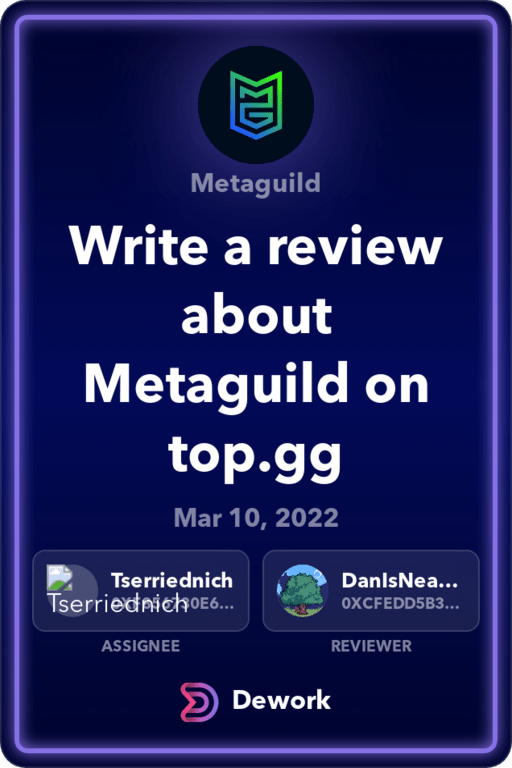 Metaguild
Write a review
about
Metaguild on
top.gg
Mar 10, 2022
Tserriednich
Tserriednich
DanIsNea...
0XCFEDD5B3...
ASSIGNEE
REVIEWER
Dework